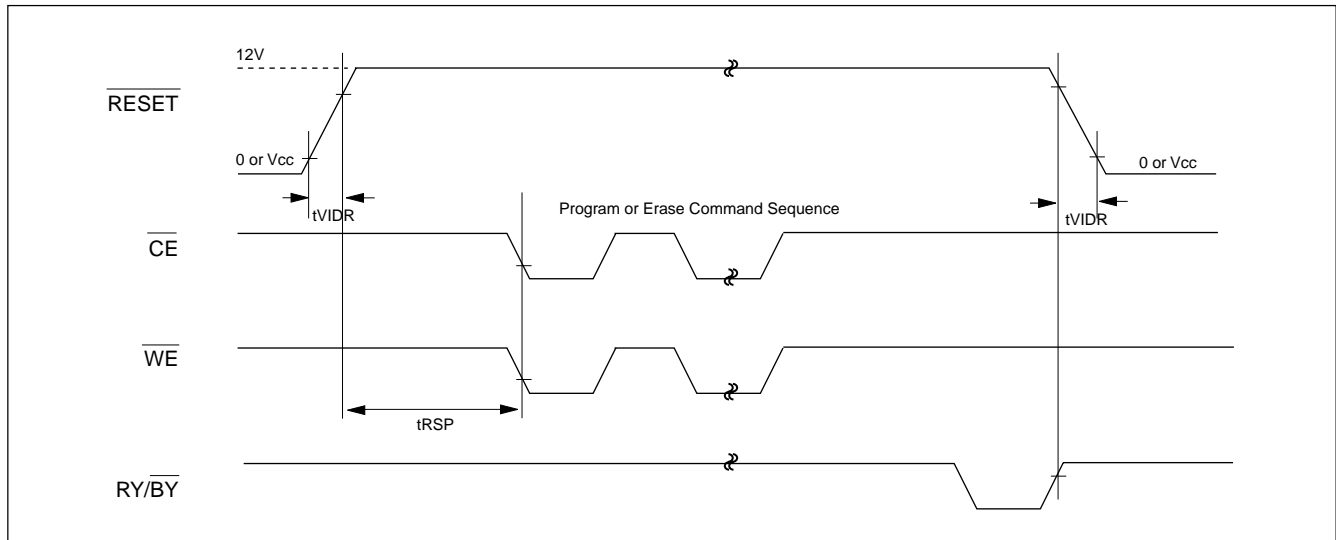 12V
RESET
0 or Vcc
0 or Vcc
tVIDR
Program or Erase Command Sequence
tVIDR
CE
WE
tRSP
RY/BY